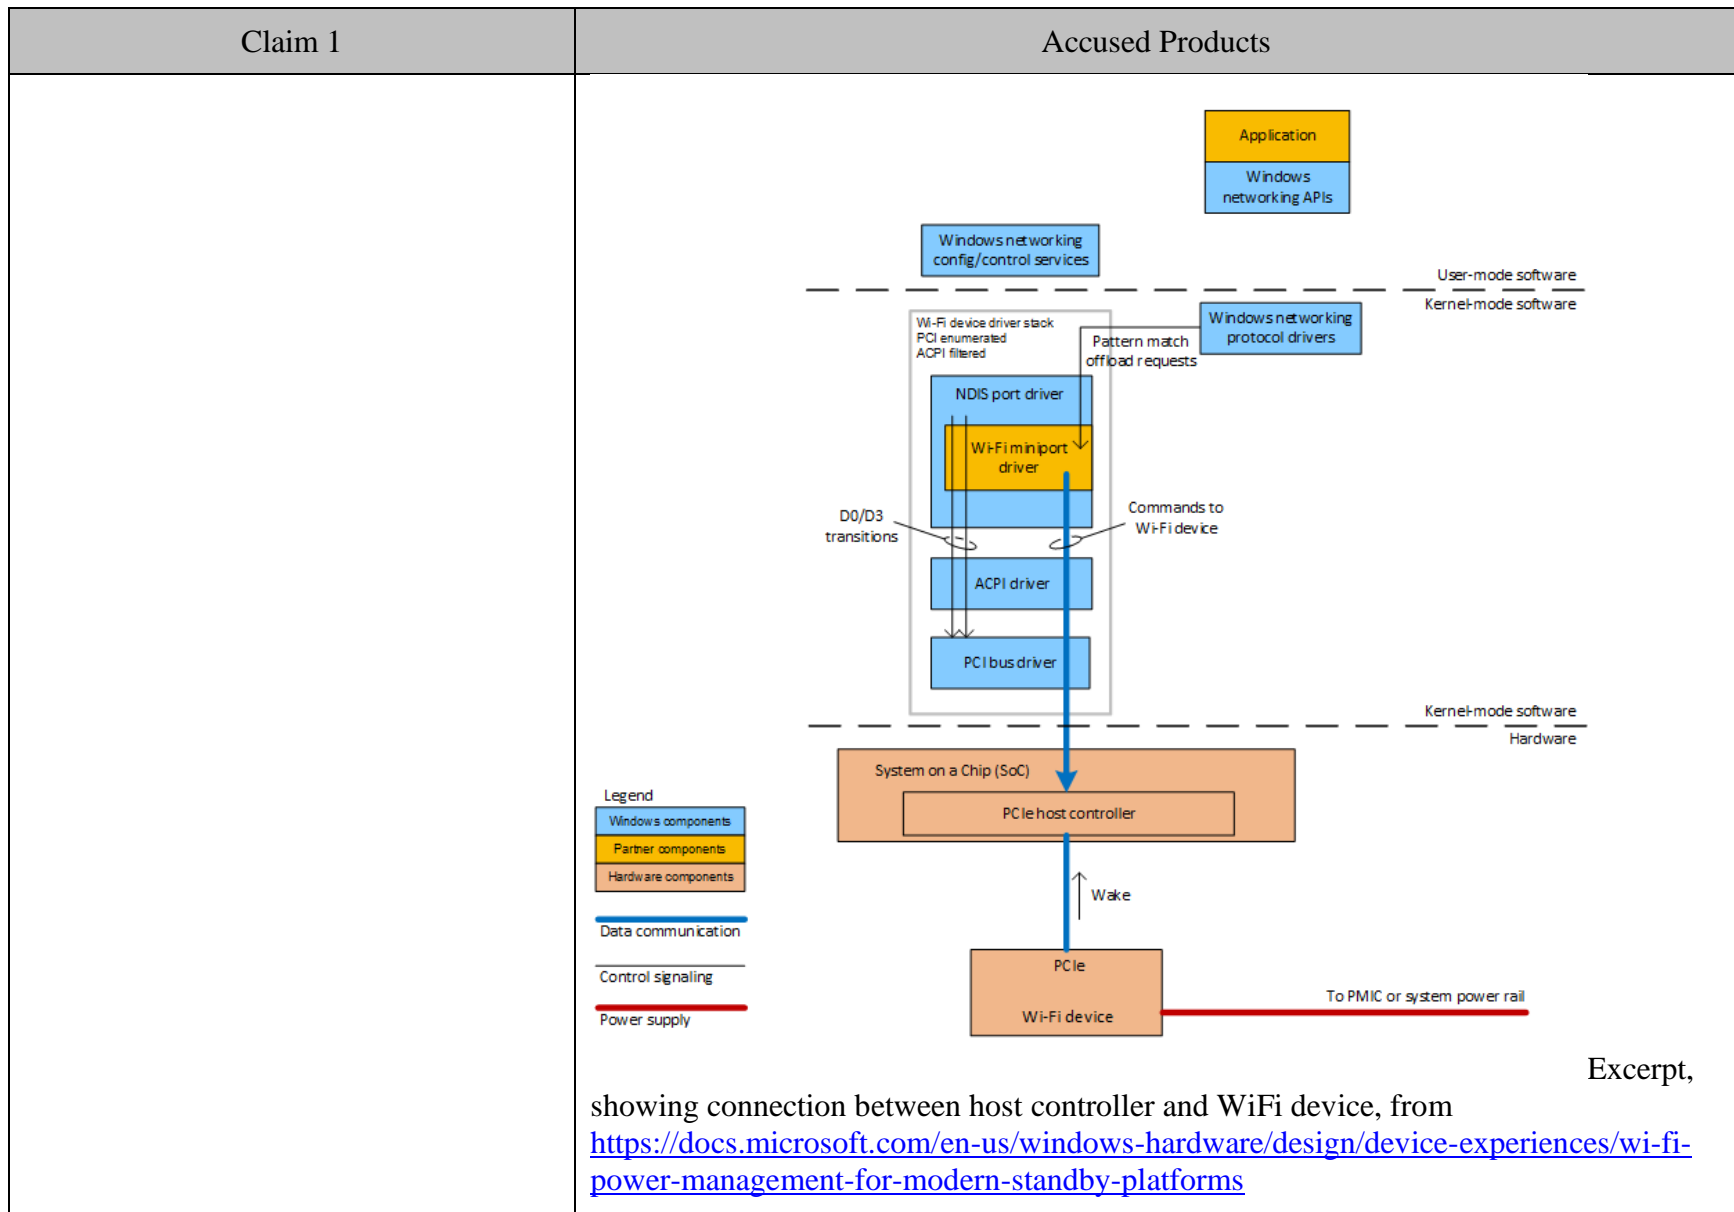 Claim 1
Accused Products
Application
Windows
networking APIs
Windows networking
config/control services
User-mode software
Kernel-mode software
Wi-Fi device driver stack
PCI enumerated
ACPI filtered
Windows networking
protocol drivers
Pattern match
offload requests
NDIS port driver
Wi-Fi miniport
driver
D0/D3
transitions
Commands to
Wi-Fi device
ACPI driver
PCI bus driver
Kernel-mode software
Hardware
System on a Chip (SoC)
PCIe host controller
Legend
Windows components
Partner components
Hardware components
Data communication
Control signaling
Power supply
Wake
PCIe
Wi-Fi device
To PMIC or system power rail
Excerpt,
showing connection between host controller and WiFi device, from
https://docs.microsoft.com/en-us/windows-hardware/design/device-experiences/wi-fi-
power-management-for-modern-standby-platforms